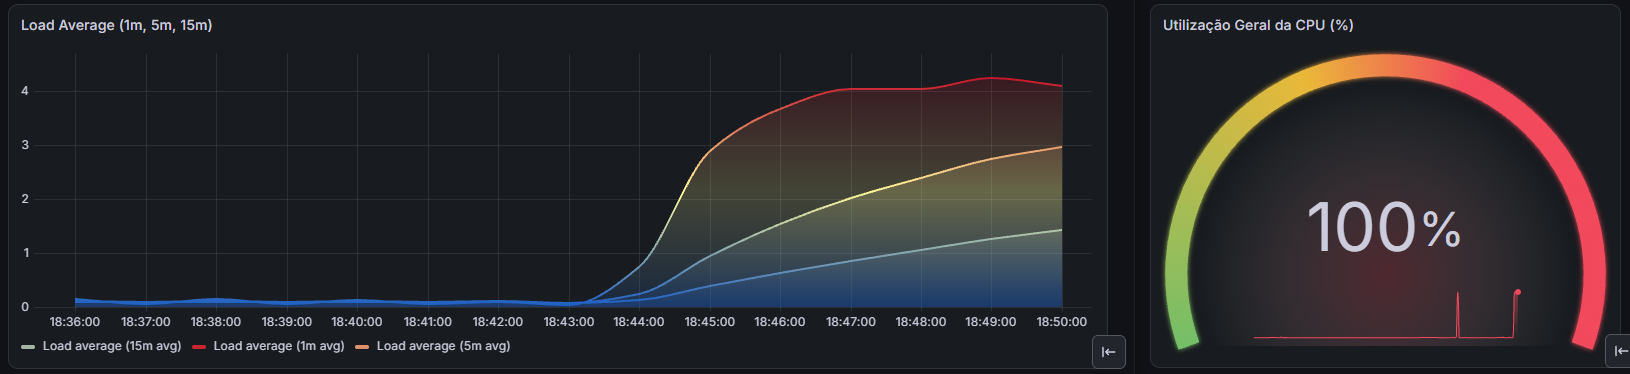 Load Average (1m, 5m, 15m)
4
3
2
1
0
18:36:00 18:37:00 18:38:00 18:39:00 18:40:00 18:41:00 18:42:00 18:43:00 18:44:00 18:45:00 18:46:00 18:47:00 18:48:00 18:49:00 18:50:00
Load average (15m avg) Load average (1m avg) Load average (5m avg)
Utilização Geral da CPU (%)
100%